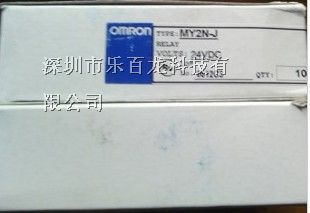 OMRON
TYPE: MY2N-J
RELAY
VOLTS: 24VDC
QTY: 10
深圳市乐百龙科技有
限公司